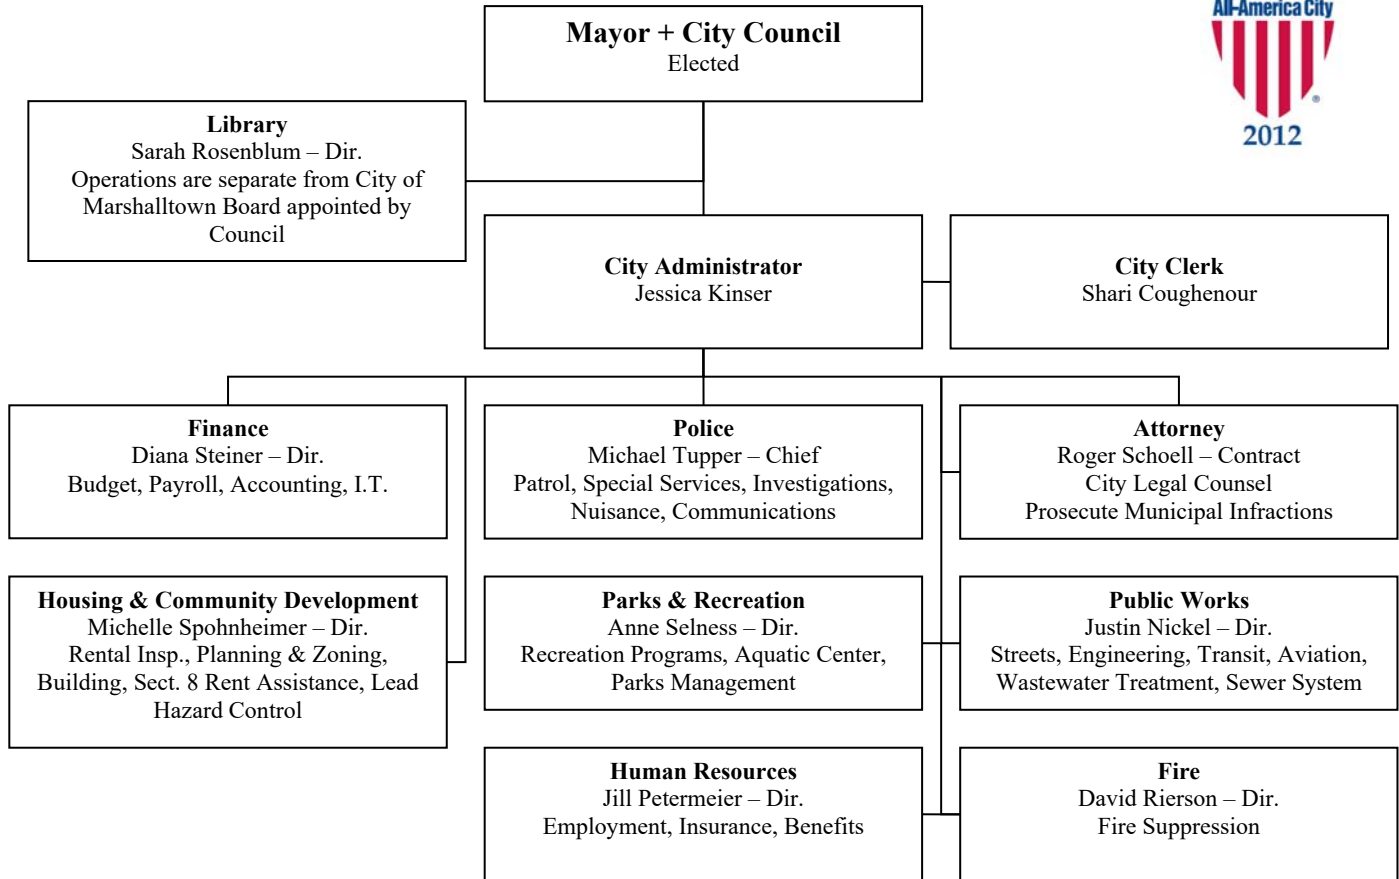 Mayor + City Council
Elected
All-America City
®
2012
Library
Sarah Rosenblum – Dir.
Operations are separate from City of
Marshalltown Board appointed by
Council
City Administrator
Jessica Kinser
City Clerk
Shari Coughenour
Finance
Diana Steiner – Dir.
Budget, Payroll, Accounting, I.T.
Police
Michael Tupper – Chief
Patrol, Special Services, Investigations,
Nuisance, Communications
Attorney
Roger Schoell – Contract
City Legal Counsel
Prosecute Municipal Infractions
Housing & Community Development
Michelle Spohnheimer – Dir.
Rental Insp., Planning & Zoning,
Building, Sect. 8 Rent Assistance, Lead
Hazard Control
Parks & Recreation
Anne Selness – Dir.
Recreation Programs, Aquatic Center,
Parks Management
Public Works
Justin Nickel – Dir.
Streets, Engineering, Transit, Aviation,
Wastewater Treatment, Sewer System
Human Resources
Jill Petermeier – Dir.
Employment, Insurance, Benefits
Fire
David Rierson – Dir.
Fire Suppression